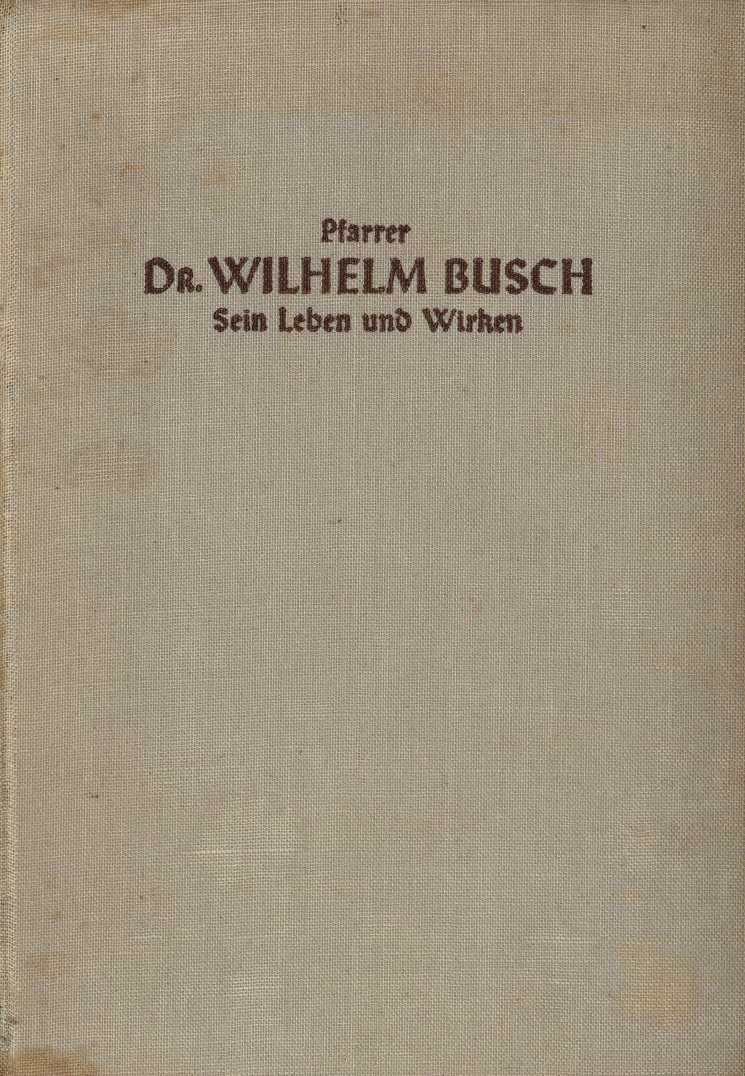 Pfarrer
DR. WILHELM BUSCH
Sein Leben und Wirken